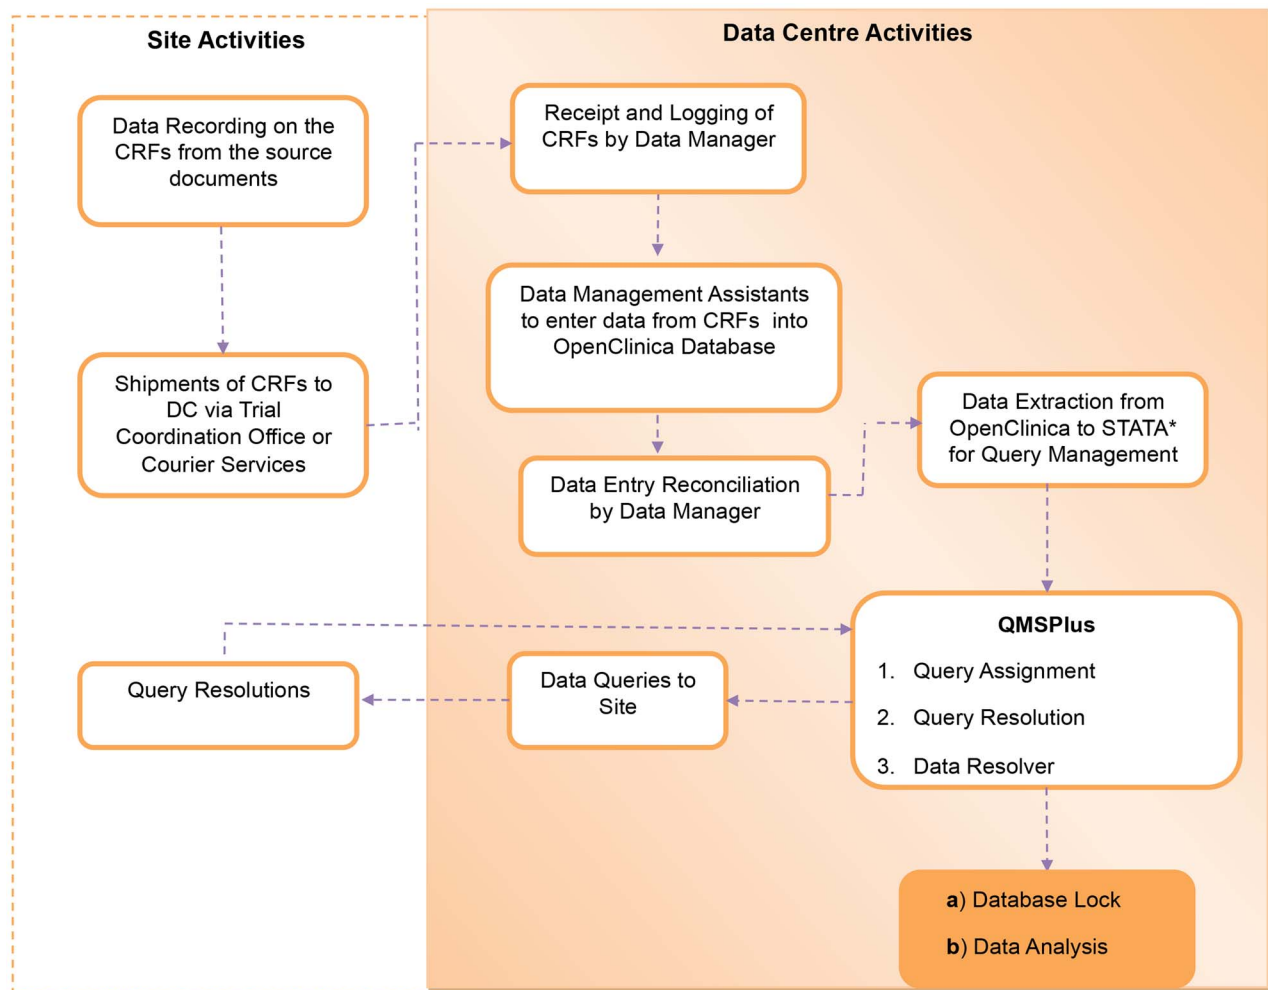 Site Activities
Data Centre Activities
Data Recording on the
CRFs from the source
documents
Shipments of CRFs to
DC via Trial
Coordination Office or
Courier Services
Receipt and Logging of
CRFs by Data Manager
Data Management Assistants
to enter data from CRFs into
OpenClinica Database
Data Entry Reconciliation
by Data Manager
Data Extraction from
OpenClinica to STATA*
for Query Management
QMSPlus
1. Query Assignment
2. Query Resolution
3. Data Resolver
Data Queries to
Site
Query Resolutions
a) Database Lock
b) Data Analysis